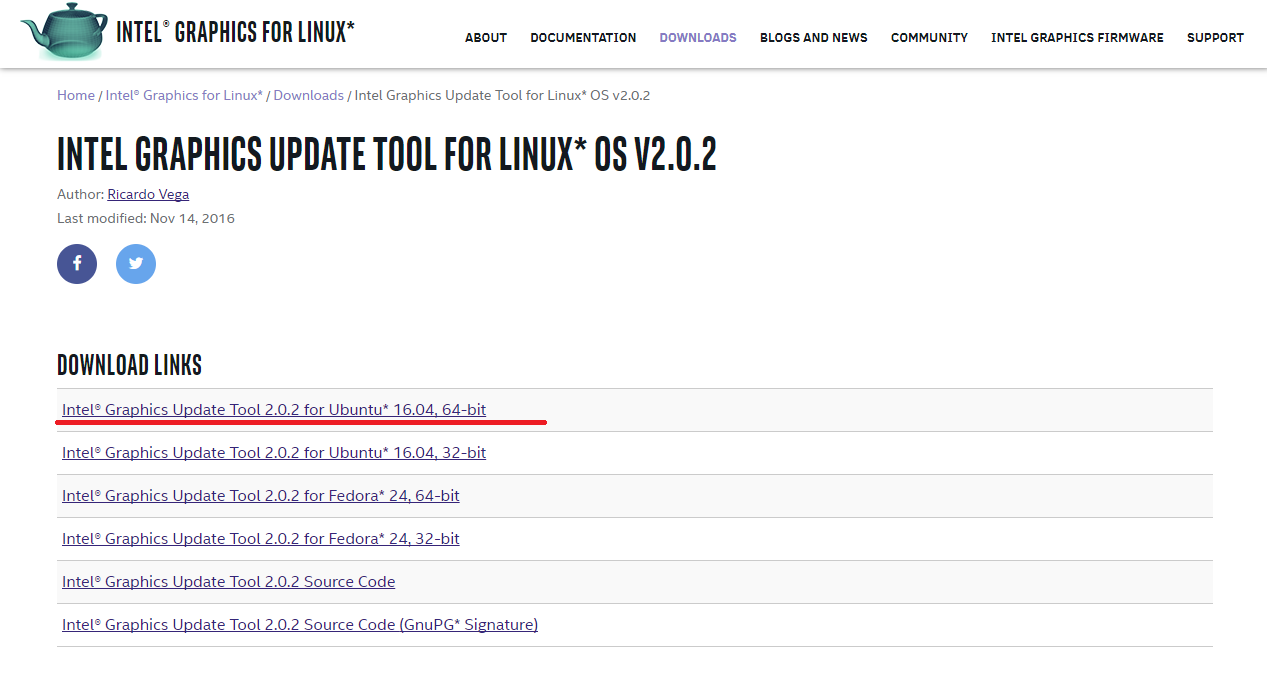 INTEL® GRAPHICS FOR LINUX*
ABOUT DOCUMENTATION DOWNLOADS BLOGS AND NEWS COMMUNITY INTEL GRAPHICS FIRMWARE SUPPORT
Home / Intel® Graphics for Linux* / Downloads / Intel Graphics Update Tool for Linux* OS v2.0.2
INTEL GRAPHICS UPDATE TOOL FOR LINUX* OS V2.0.2
Author: Ricardo Vega
Last modified: Nov 14, 2016
DOWNLOAD LINKS
Intel® Graphics Update Tool 2.0.2 for Ubuntu* 16.04, 64-bit
Intel® Graphics Update Tool 2.0.2 for Ubuntu* 16.04, 32-bit
Intel® Graphics Update Tool 2.0.2 for Fedora* 24, 64-bit
Intel® Graphics Update Tool 2.0.2 for Fedora* 24, 32-bit
Intel® Graphics Update Tool 2.0.2 Source Code
Intel® Graphics Update Tool 2.0.2 Source Code (GnuPG* Signature)